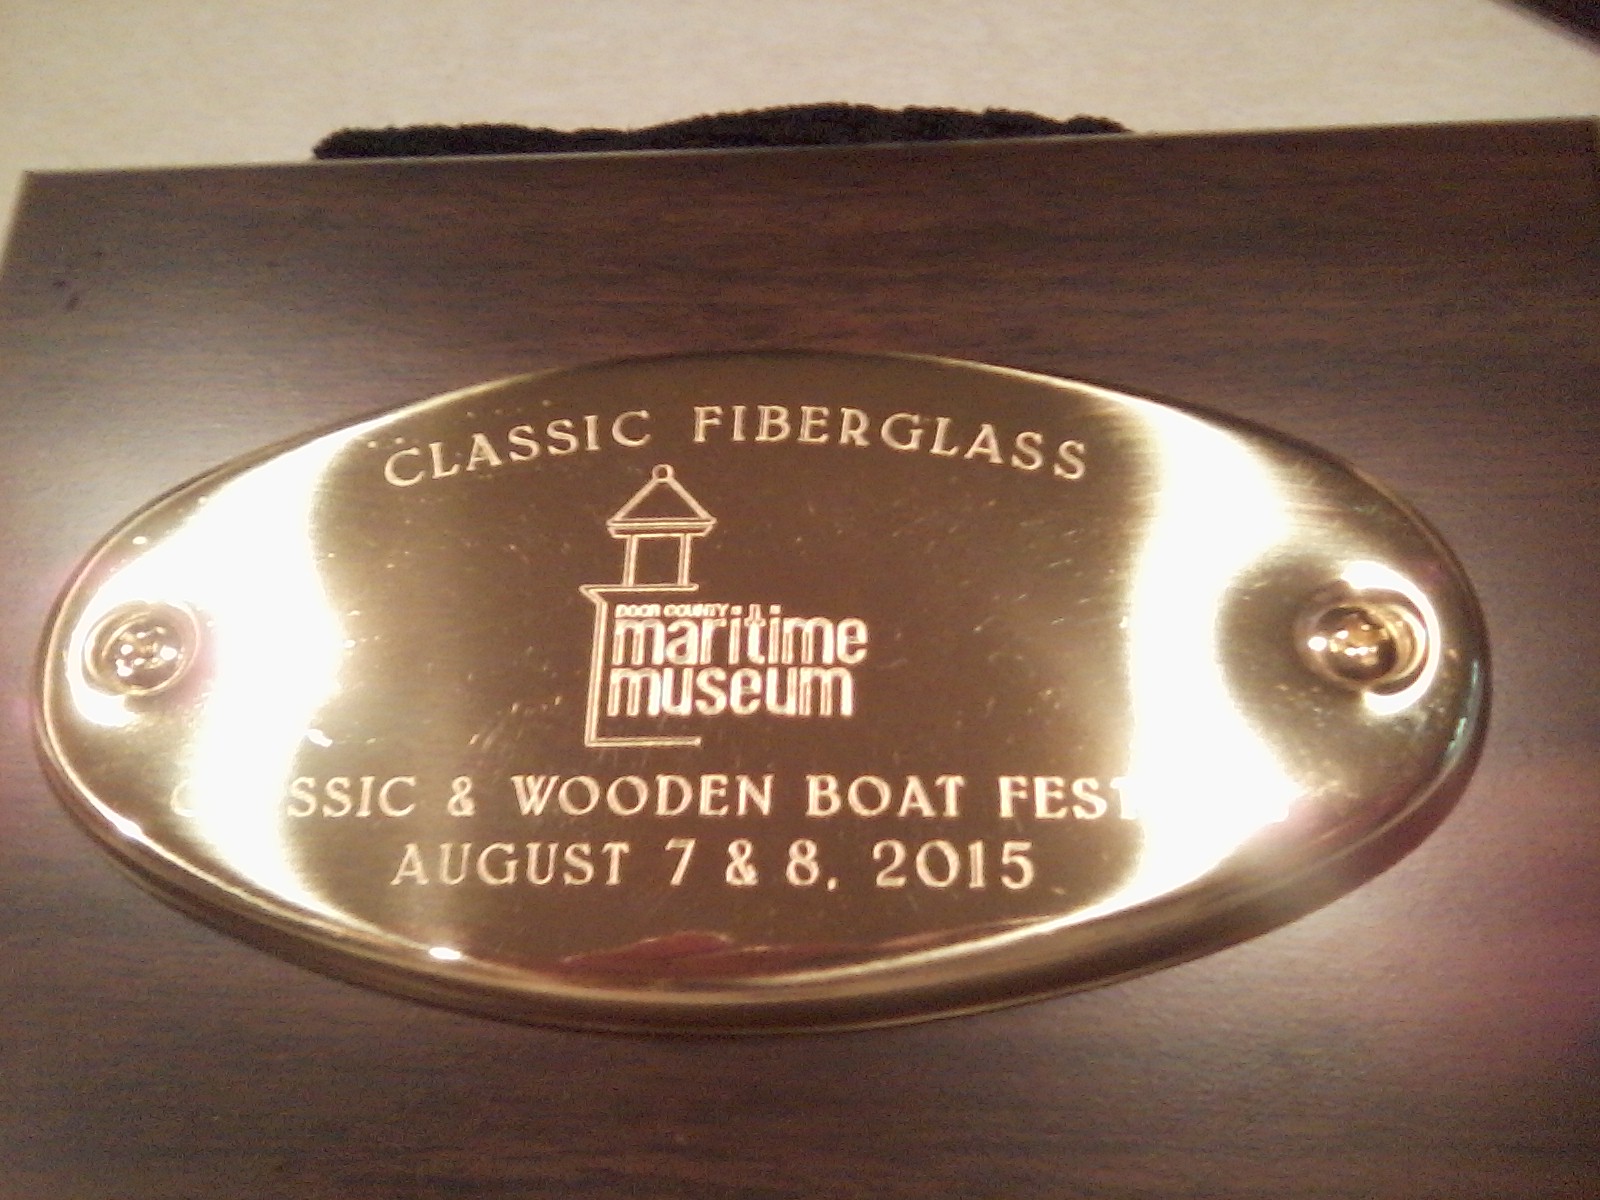 CLASSIC FIBERGLASS
DOOR COUNTY
maritime
museum
& WOODEN BOAT
AUGUST 7 & 8, 2015